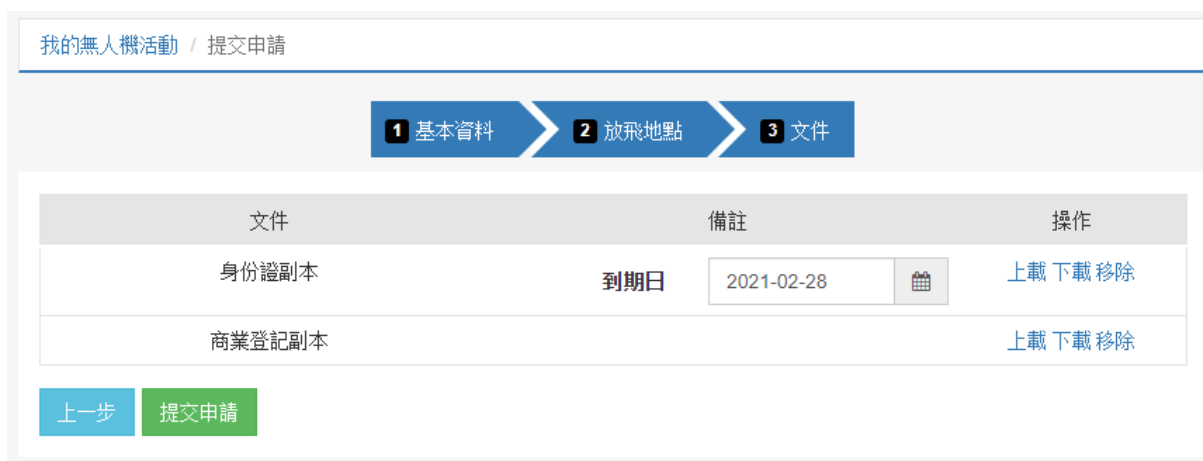 我的無人機活動 / 提交申請
1 基本資料 2 放飛地點 3 文件
文件 備註 操作
身份證副本 到期日 2021-02-28 上載 下載 移除
商業登記副本 上載 下載 移除
上一步 提交申請